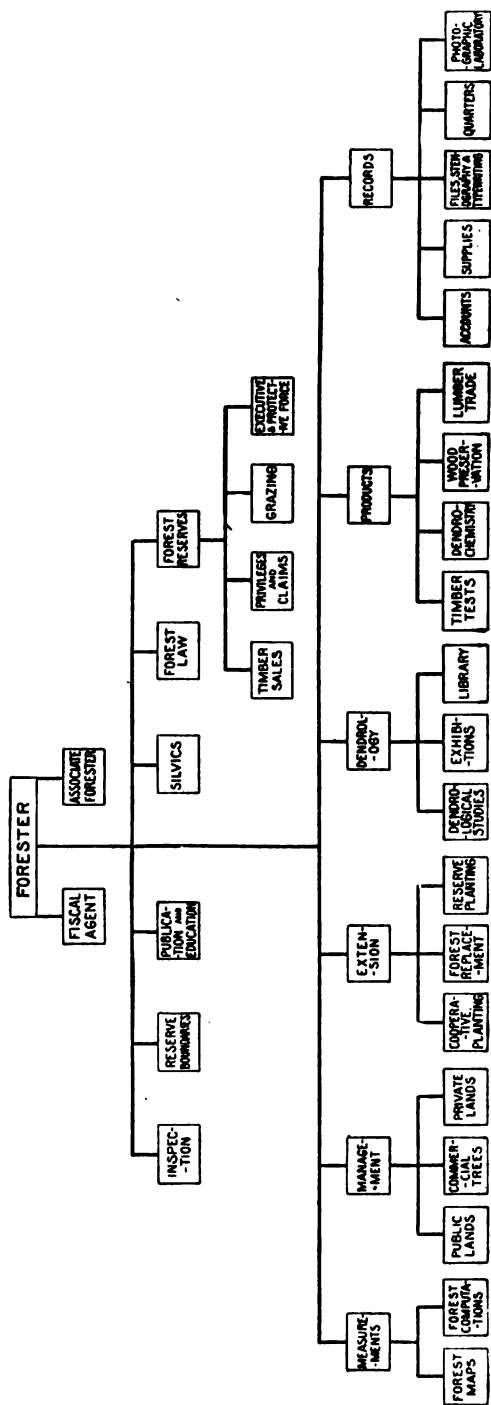 FORESTER
FISCAL
AGENT
ASSOCIATE
FORESTER
INSPEC-
-TION
RESERVE
BOUNDARIES
PUBLICA-
-TION AND
EDUCATION
SILVICS
FOREST
LAW
FOREST
RESERVES
TIMBER
SALES
PRIVILEGES
AND
CLAIMS
GRAZING
EXECUTIVE
& PROTECT-
-IVE FORCE
MEASURE-
-MENTS
MANAGE-
-MENT
EXTEN-
-SION
DENDROL-
-OGY
PRODUCTS
RECORDS
FOREST
MAPS
FOREST
COMPUTA-
-TIONS
PUBLIC
LANDS
COMMER-
-CIAL
TREES
PRIVATE
LANDS
COOPERA-
-TIVE
PLANTING
FOREST
REPLACE-
-MENT
RESERVE
PLANTING
DENDRO-
-LOGICAL
STUDIES
EXHIBI-
-TIONS
LIBRARY
TIMBER
TESTS
DENDRO-
-CHEMISTRY
WOOD
PRESER-
-VATION
LUMBER
TRADE
ACCOUNTS
SUPPLIES
FILES, STEN-
-OGRAPHY &
TYPEWRITING
QUARTERS
PHOTO-
-GRAPHIC
LABORATORY